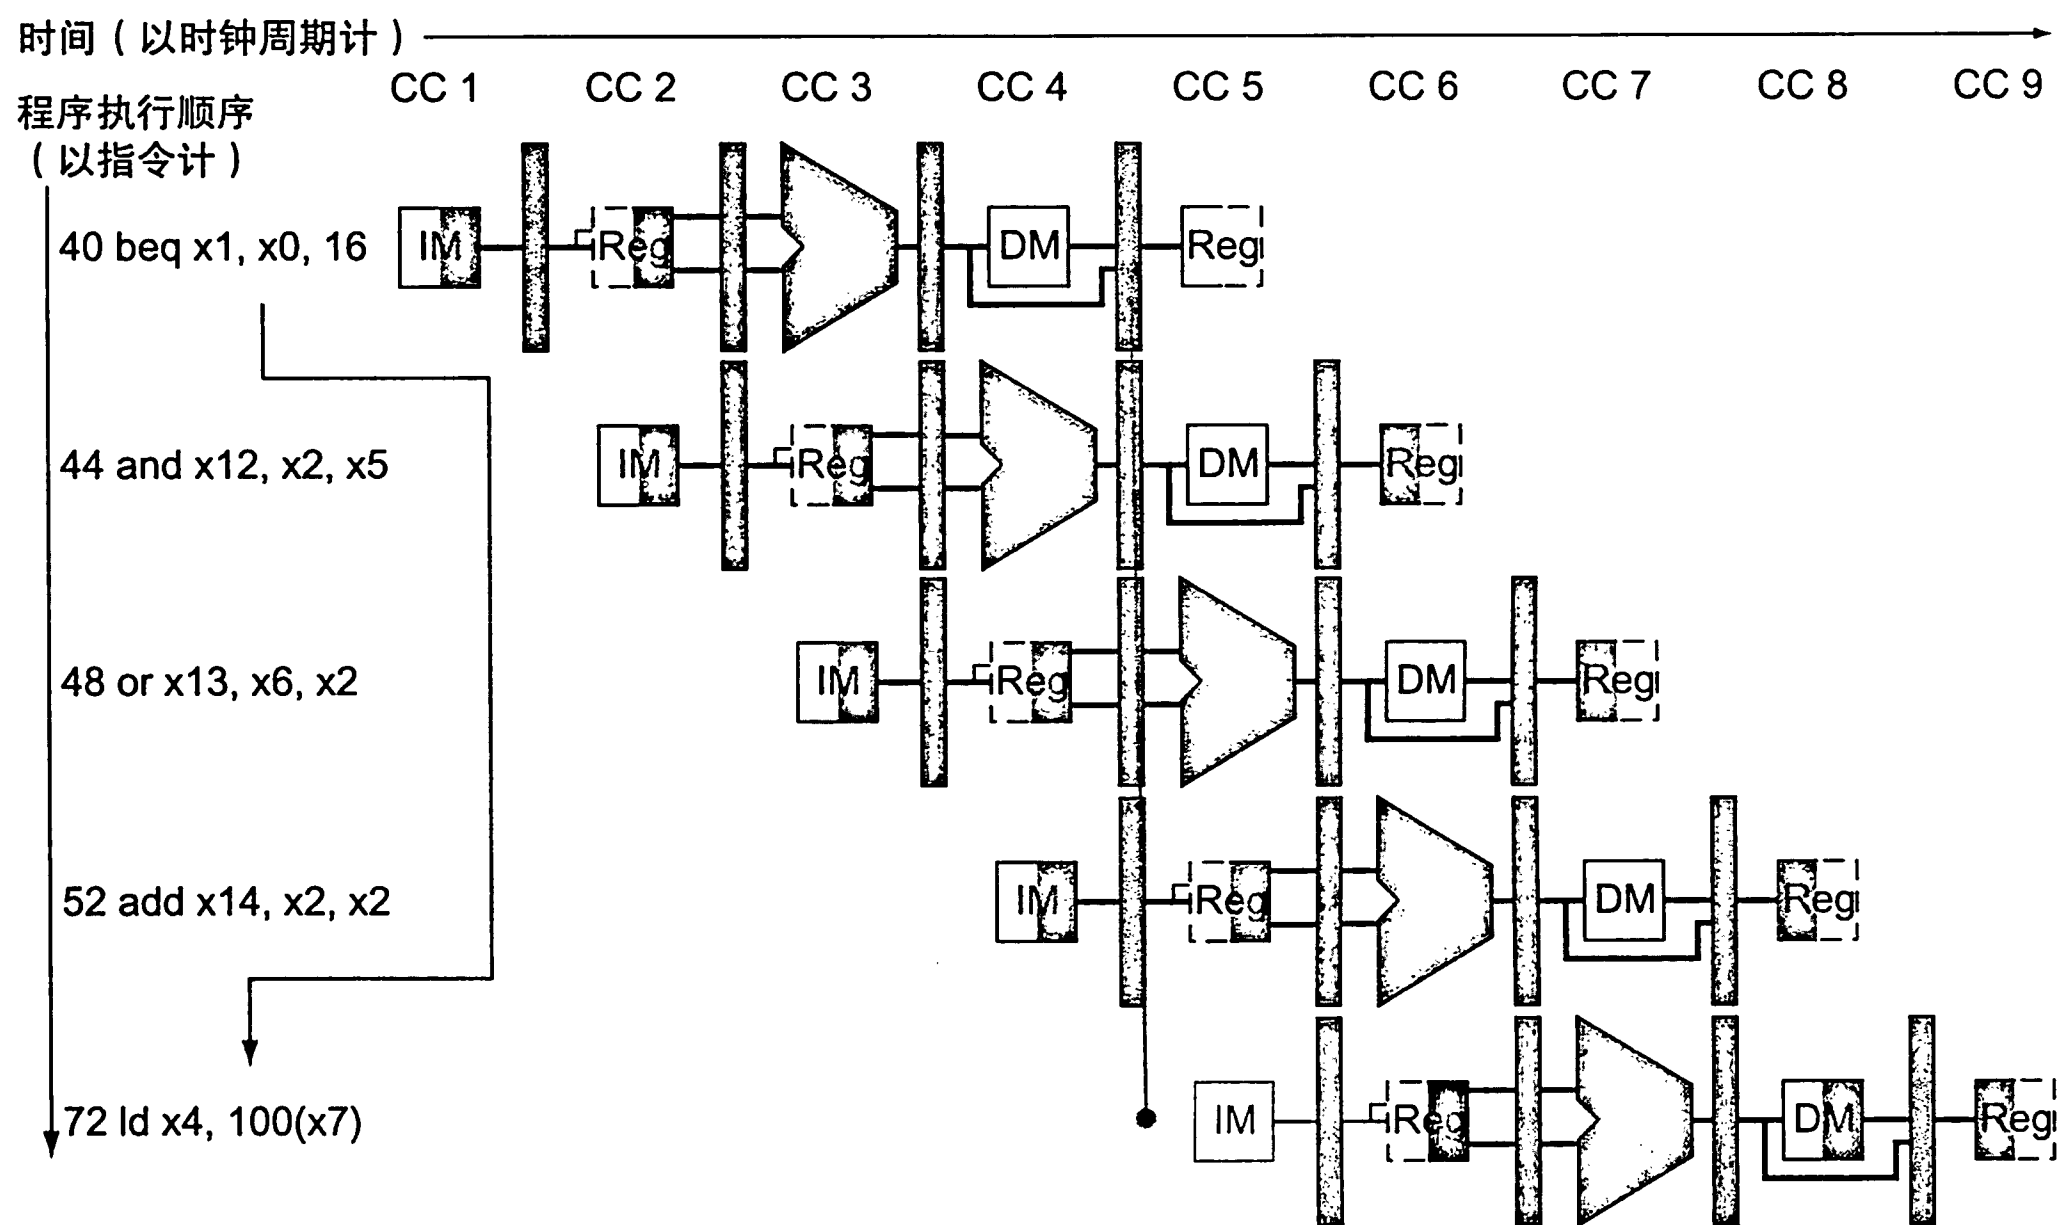 时间（以时钟周期计）
CC 1 CC 2 CC 3 CC 4 CC 5 CC 6 CC 7 CC 8 CC 9
程序执行顺序
（以指令计）
40 beq x1, x0, 16 IM Reg DM Reg
44 and x12, x2, x5 IM Reg DM Reg
48 or x13, x6, x2 IM Reg DM Reg
52 add x14, x2, x2 IM Reg DM Reg
72 ld x4, 100(x7) IM Reg DM Reg